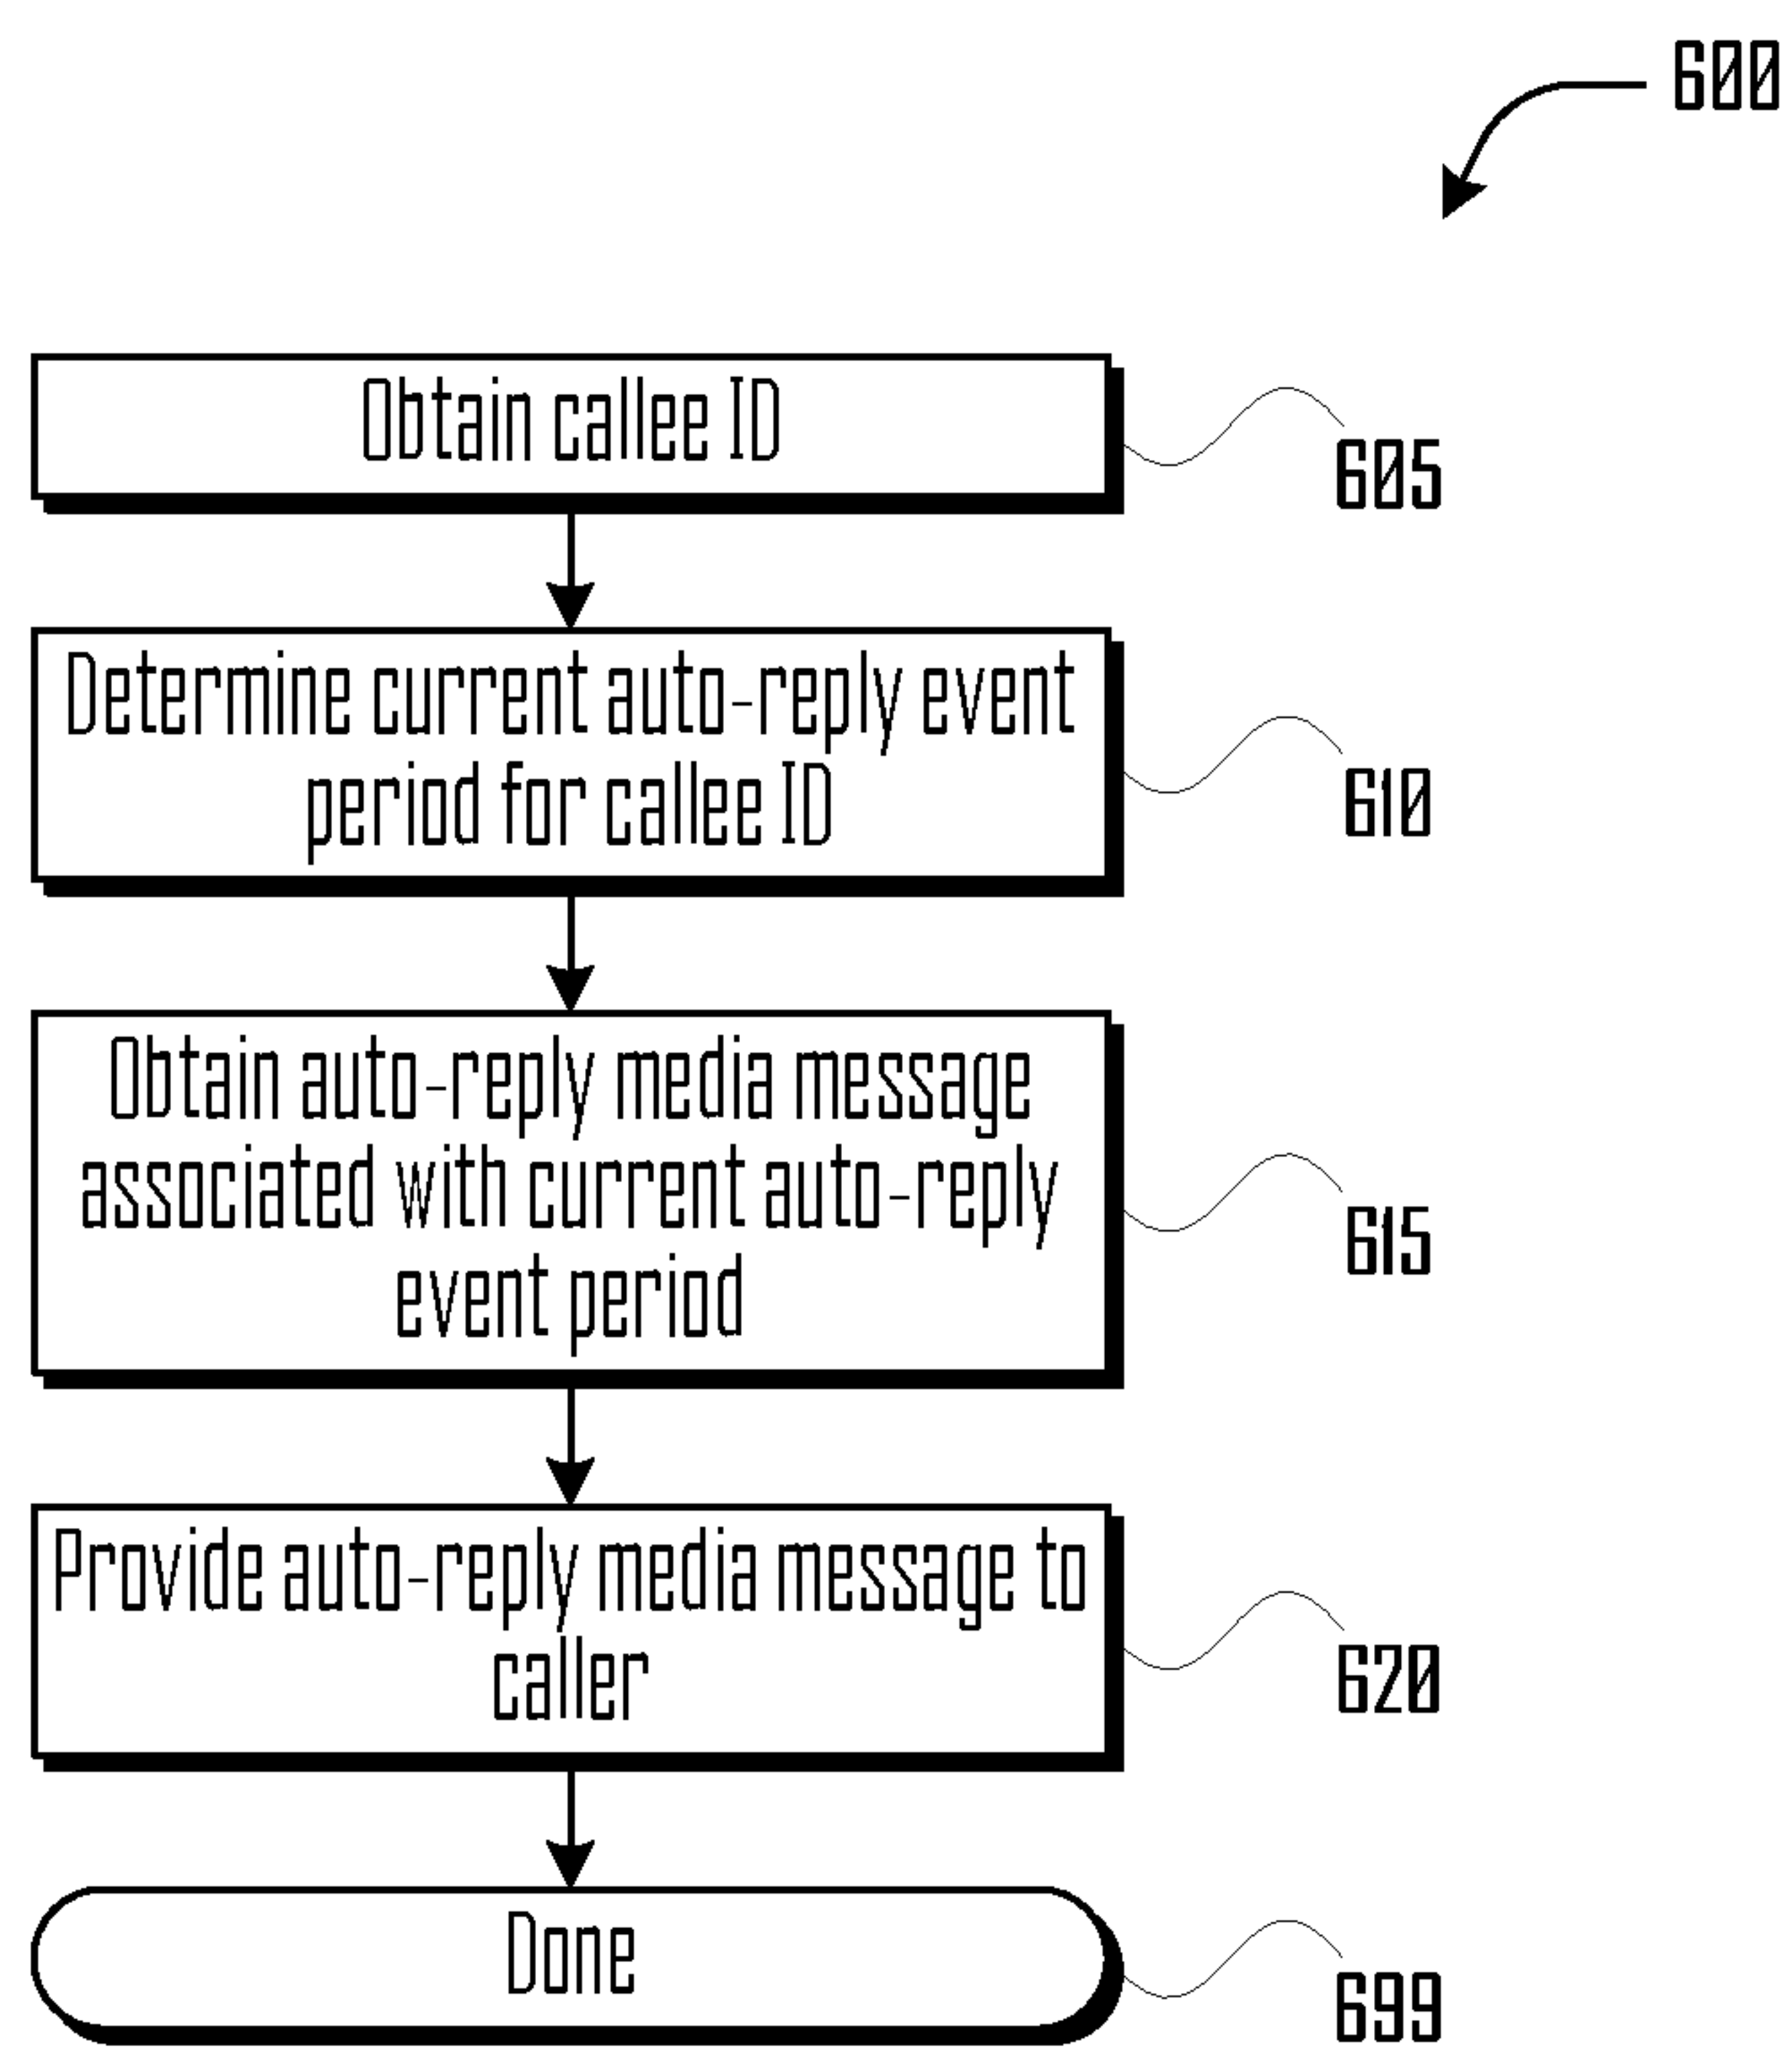 600
Obtain callee ID
605
Determine current auto-reply event
period for callee ID
610
Obtain auto-reply media message
associated with current auto-reply
event period
615
Provide auto-reply media message to
caller
620
Done
699